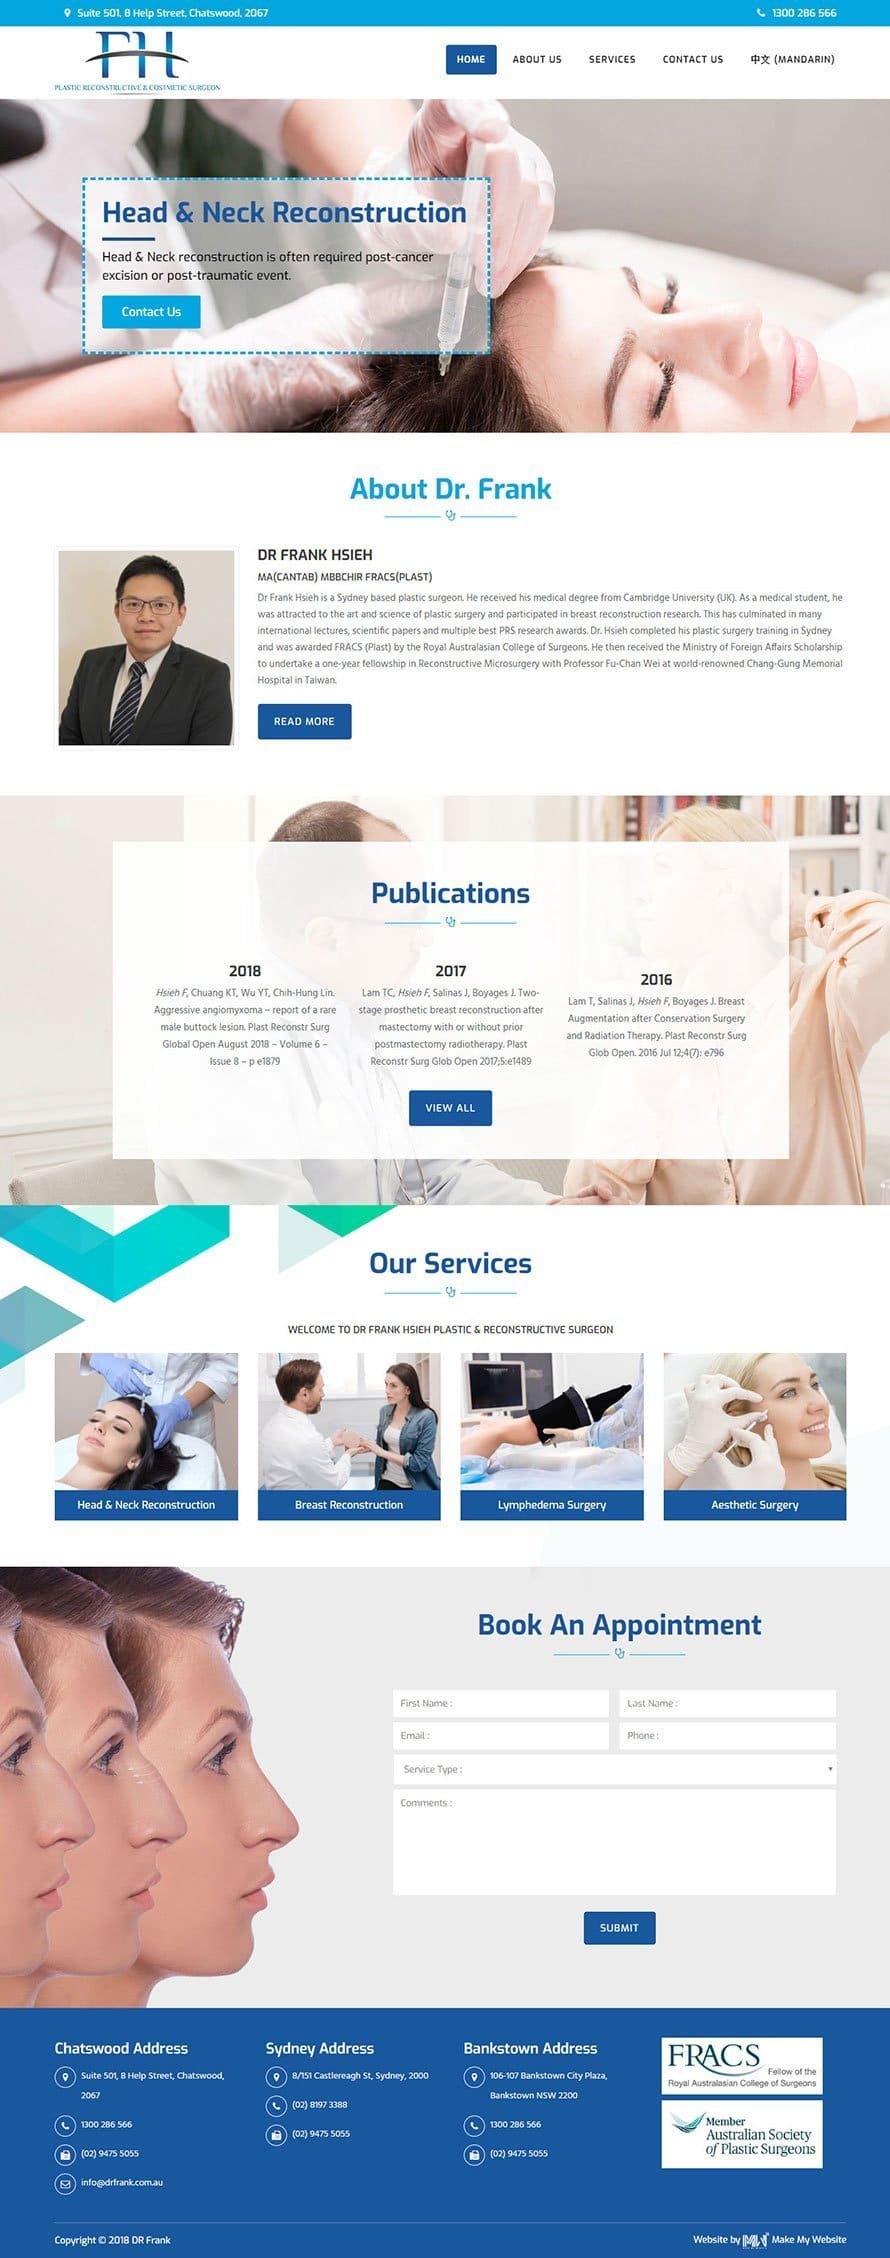 Suite 501, 8 Help Street, Chatswood, 2067
1300 286 566
FH
PLASTIC RECONSTRUCTIVE & COSTMETIC SURGEON
HOME
ABOUT US
SERVICES
CONTACT US
中文 (MANDARIN)
Head & Neck Reconstruction
Head & Neck reconstruction is often required post-cancer
excision or post-traumatic event.
Contact Us
About Dr. Frank
DR FRANK HSIEH
MA(CANTAB) MBBCHIR FRACS(PLAST)
Dr Frank Hsieh is a Sydney based plastic surgeon. He received his medical degree from Cambridge University (UK). As a medical student, he
was attracted to the art and science of plastic surgery and participated in breast reconstruction research. This has culminated in many
international lectures, scientific papers and multiple best PRS research awards. Dr. Hsieh completed his plastic surgery training in Sydney
and was awarded FRACS (Plast) by the Royal Australasian College of Surgeons. He then received the Ministry of Foreign Affairs Scholarship
to undertake a one-year fellowship in Reconstructive Microsurgery with Professor Fu-Chan Wei at world-renowned Chang-Gung Memorial
Hospital in Taiwan.
READ MORE
Publications
2018
Hsieh F, Chuang KT, Wu YT, Chih-Hung Lin.
Aggressive angiomyxoma – report of a rare
male buttock lesion. Plast Reconstr Surg
Global Open August 2018 – Volume 6 –
Issue 8 – p e1879
2017
Lam TC, Hsieh F, Salinas J, Boyages J. Two-
stage prosthetic breast reconstruction after
mastectomy with or without prior
postmastectomy radiotherapy. Plast
Reconstr Surg Glob Open 2017;5:e1489
2016
Lam T, Salinas J, Hsieh F, Boyages J. Breast
Augmentation after Conservation Surgery
and Radiation Therapy. Plast Reconstr Surg
Glob Open. 2016 Jul 12;4(7): e796
VIEW ALL
Our Services
WELCOME TO DR FRANK HSIEH PLASTIC & RECONSTRUCTIVE SURGEON
Head & Neck Reconstruction
Breast Reconstruction
Lymphedema Surgery
Aesthetic Surgery
Book An Appointment
First Name :
Last Name :
Email :
Phone :
Service Type :
Comments :
SUBMIT
Chatswood Address
Suite 501, 8 Help Street, Chatswood,
2067
1300 286 566
(02) 9475 5055
info@drfrank.com.au
Sydney Address
8/151 Castlereagh St, Sydney, 2000
(02) 8197 3388
(02) 9475 5055
Bankstown Address
106-107 Bankstown City Plaza,
Bankstown NSW 2200
1300 286 566
(02) 9475 5055
FRACS
Fellow of the
Royal Australasian College of Surgeons
Member
Australian Society
of Plastic Surgeons
Copyright © 2018 DR Frank
Website by MMW Make My Website